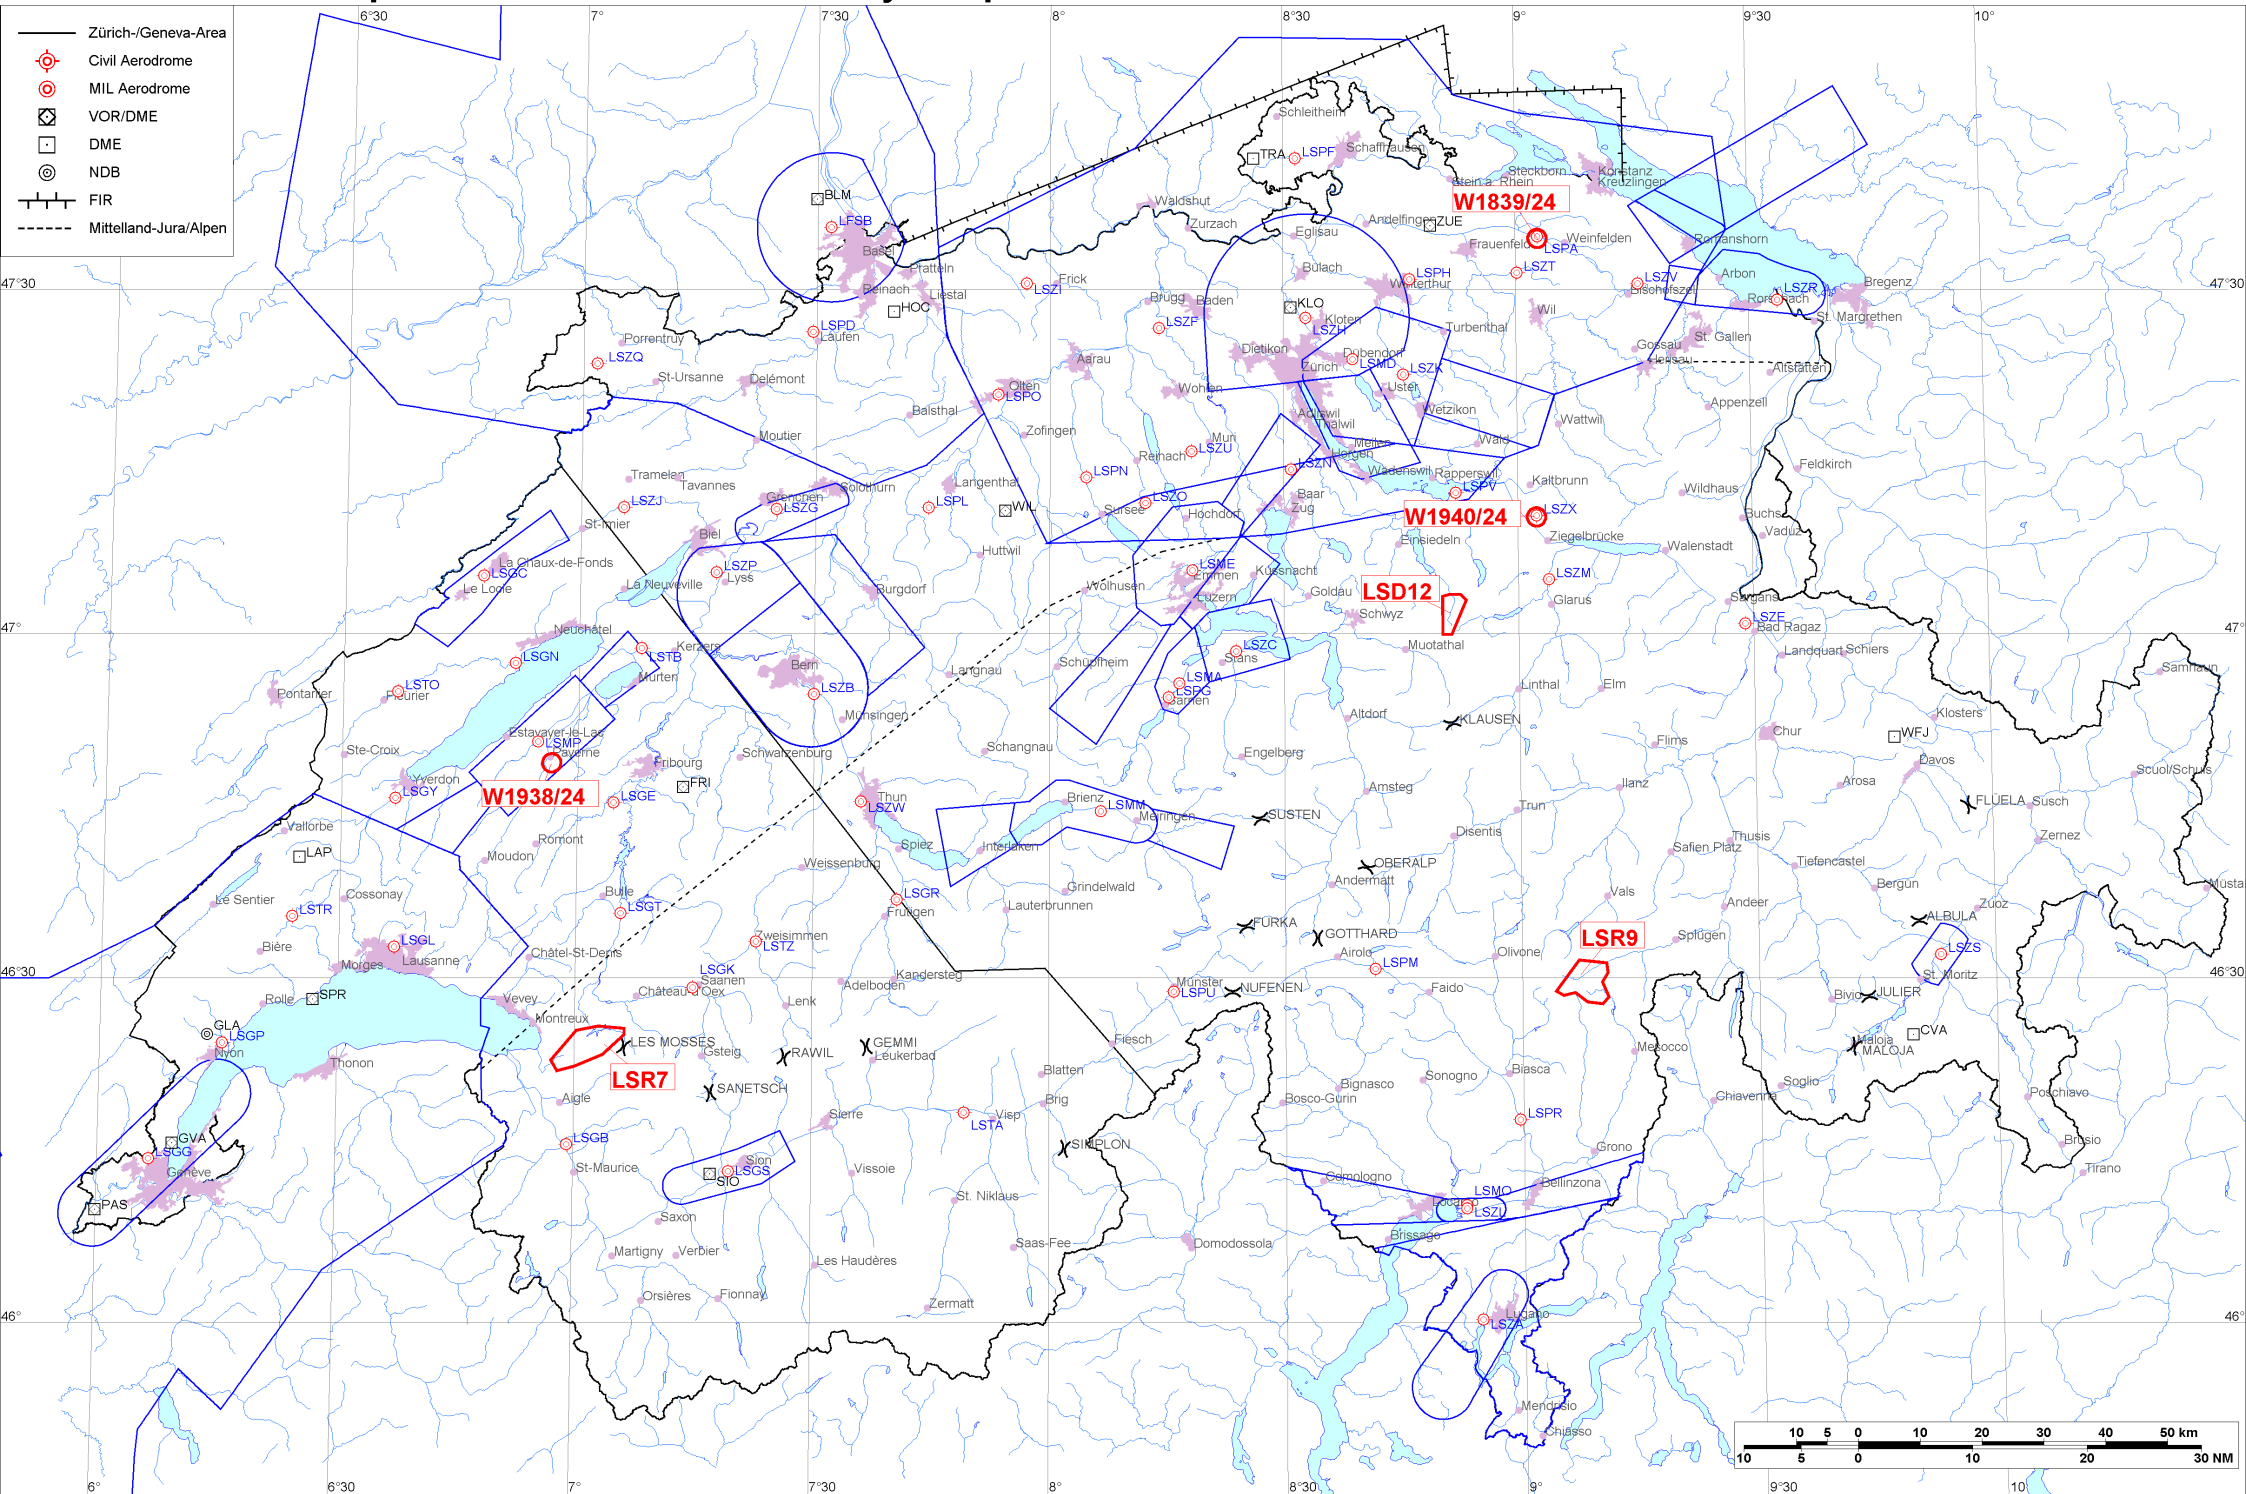 6°30
7°
7°30
8°
8°30
9°
9°30
10°
Zürich-/Geneva-Area
Civil Aerodrome
MIL Aerodrome
VOR/DME
DME
NDB
FIR
Mittelland-Jura/Alpen
Schleitheim
TRA
LSPF
Schaffhausen
Steckborn
Konstanz
Stein a. Rhein
Kreuzlingen
BLM
Waldshut
W1839/24
LFSB
Zurzach
Eglisau
Andelfingen
ZUE
Basel
Frauenfeld
Weinfelden
Romanshorn
LSPA
Pratteln
Bülach
LSPH
LSZT
Arbon
47°30
Reinach
Liestal
LSZI
Frick
Winterthur
LSZV
Bischofszell
LSZR
Bregenz
47°30
HOC
Brugg
Baden
KLO
Rorschach
Wil
St. Margrethen
LSPD
Laufen
LSZF
Kloten
LSZH
Turbenthal
St. Gallen
Porrentruy
LSZQ
Aarau
Dietikon
Dübendorf
LSMD
Gossau
Herisau
Zürich
LSZK
Altstätten
St-Ursanne
Delémont
Olten
LSPO
Wohlen
Uster
Balsthal
Adliswil
Wetzikon
Appenzell
Thalwil
Wattwil
Moutier
Zofingen
Muri
Meilen
Wald
LSZU
Horgen
Reinach
LSZN
Wädenswil
Rapperswil
Feldkirch
Tramelan
Tavannes
LSPN
Langenthal
Kaltbrunn
Wildhaus
Grenchen
Solothurn
LSPV
Baar
LSZJ
LSZG
LSPL
WIL
LSZO
Sursee
Hochdorf
Zug
W1940/24
LSZX
Buchs
St-Imier
Biel
Einsiedeln
Ziegelbrücke
Vaduz
Walenstadt
La Chaux-de-Fonds
LSGC
Huttwil
LSZP
Lyss
LSME
Emmen
Küssnacht
LSZM
Le Locle
La Neuveville
Burgdorf
Wolhusen
Luzern
Goldau
LSD12
Glarus
Sargans
Schwyz
LSZE
47°
Neuchâtel
Bad Ragaz
47°
Kerzers
LSTB
Muotathal
LSZC
Stans
Landquart
Schiers
LSGN
Bern
Langnau
Schüpfheim
Samnaun
LSTO
Fleurier
Pontarlier
Murten
LSZB
LSMA
LSPG
Sarnen
Linthal
Elm
Münsingen
Altdorf
KLAUSEN
Klosters
Estavayer-le-Lac
LSMP
Payerne
Ste-Croix
Schwarzenburg
Schangnau
Engelberg
Flims
Chur
WFJ
Fribourg
Davos
Yverdon
LSGY
W1938/24
FRI
LSGE
Thun
LSZW
Brienz
LSMM
Meiringen
Amsteg
Ilanz
Arosa
Scuol/Schuls
Trun
FLÜELA
Susch
SUSTEN
Vallorbe
Romont
Disentis
Thusis
Zernez
LAP
Moudon
Spiez
Interlaken
Safien Platz
Weissenburg
OBERALP
Tiefencastel
Andermatt
Bergün
Cossonay
Bulle
LSGR
Grindelwald
Vals
Le Sentier
LSTR
LSGT
Frutigen
Lauterbrunnen
FURKA
Andeer
ALBULA
Zuoz
Zweisimmen
LSTZ
GOTTHARD
LSR9
Splügen
Bière
LSGL
Lausanne
Châtel-St-Denis
Airolo
Olivone
LSZS
Morges
LSPM
46°30
LSGK
Saanen
Kandersteg
Adelboden
Münster
LSPU
St. Moritz
Rolle
SPR
Vevey
Château-d'Oex
Lenk
NUFENEN
Faido
Bivio
JULIER
Montreux
GLA
LSGP
Nyon
LES MOSSES
GEMMI
Fiesch
CVA
Gsteig
RAWIL
Leukerbad
Mesocco
Maloja
MALOJA
Thonon
LSR7
Blatten
Bignasco
Sonogno
Biasca
Soglio
SANETSCH
Aigle
Brig
Bosco-Gurin
Chiavenna
Poschiavo
Sierre
Visp
LSTA
LSPR
GVA
LSGG
LSGB
SIMPLON
Grono
Brusio
Genève
St-Maurice
Sion
LSGS
SIO
Vissoie
Comologno
Bellinzona
Tirano
PAS
St. Niklaus
LSMO
Locarno
LSZL
Saxon
Brissago
Martigny
Verbier
Saas-Fee
Domodossola
Les Haudères
Orsières
Fionnay
Zermatt
46°
Lugano
LSZA
46°
Mendrisio
Chiasso
10 5 0 10 20 30 40 50 km
10 5 0 10 20 30 NM
6°
6°30
7°
7°30
8°
8°30
9°
9°30
10